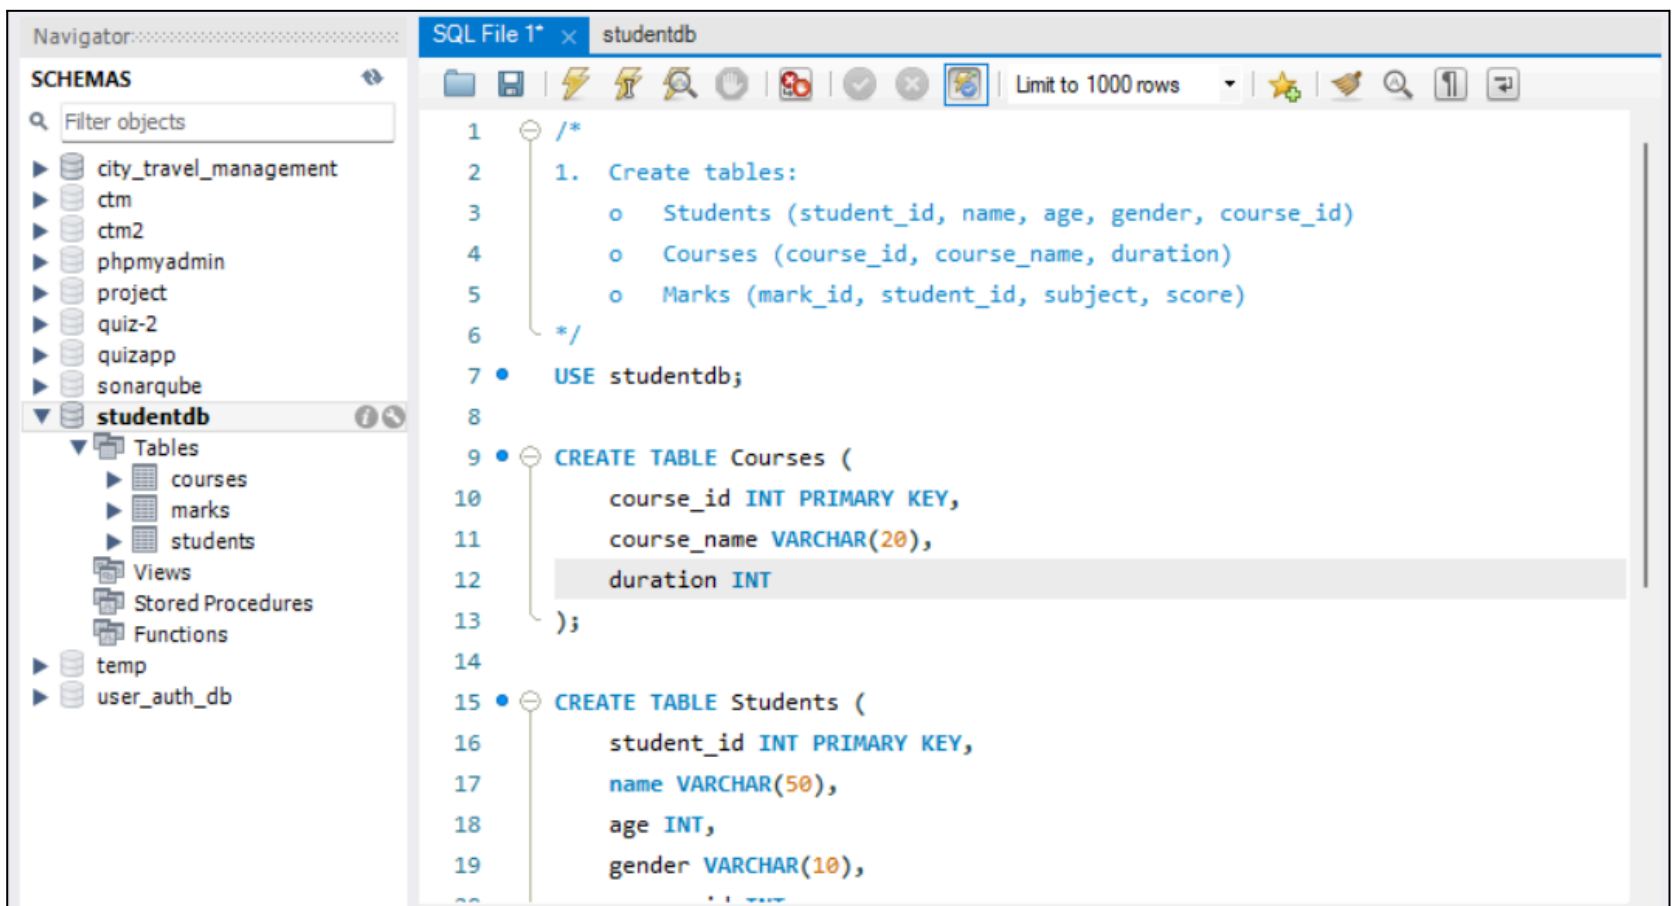 Navigator
SCHEMAS
Filter objects
city_travel_management
ctm
ctm2
phpmyadmin
project
quiz-2
quizapp
sonarqube
studentdb
Tables
courses
marks
students
Views
Stored Procedures
Functions
temp
user_auth_db
SQL File 1* × studentdb
Limit to 1000 rows
1 /*
2 1. Create tables:
3 o Students (student_id, name, age, gender, course_id)
4 o Courses (course_id, course_name, duration)
5 o Marks (mark_id, student_id, subject, score)
6 */
7 USE studentdb;
8
9 CREATE TABLE Courses (
10 course_id INT PRIMARY KEY,
11 course_name VARCHAR(20),
12 duration INT
13 );
14
15 CREATE TABLE Students (
16 student_id INT PRIMARY KEY,
17 name VARCHAR(50),
18 age INT,
19 gender VARCHAR(10),